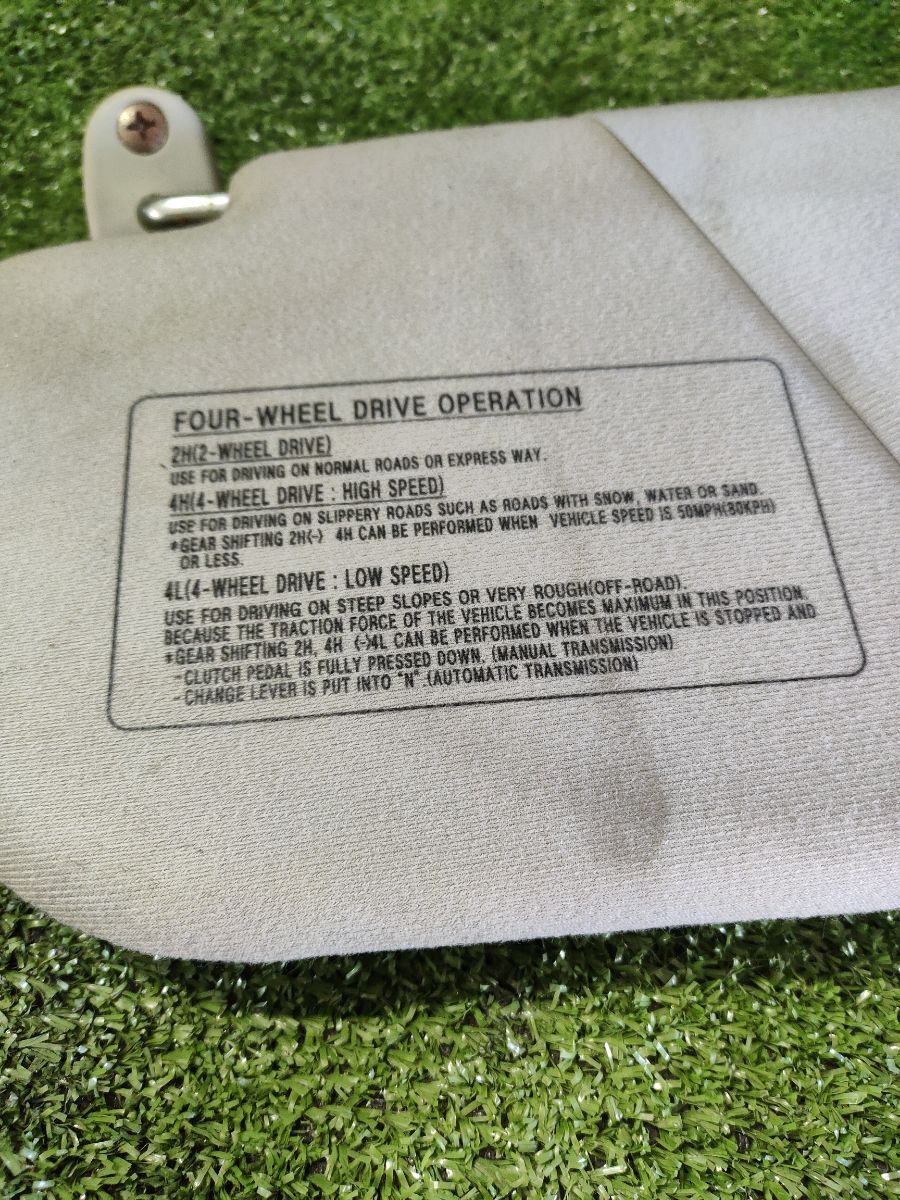 FOUR-WHEEL DRIVE OPERATION
2H(2-WHEEL DRIVE)
USE FOR DRIVING ON NORMAL ROADS OR EXPRESS WAY.
4H(4-WHEEL DRIVE : HIGH SPEED)
USE FOR DRIVING ON SLIPPERY ROADS SUCH AS ROADS WITH SNOW, WATER OR SAND.
*GEAR SHIFTING 2H(-) 4H CAN BE PERFORMED WHEN VEHICLE SPEED IS 50MPH(80KPH)
OR LESS.
4L(4-WHEEL DRIVE : LOW SPEED)
USE FOR DRIVING ON STEEP SLOPES OR VERY ROUGH(OFF-ROAD).
BECAUSE THE TRACTION FORCE OF THE VEHICLE BECOMES MAXIMUM IN THIS POSITION.
*GEAR SHIFTING 2H, 4H (-)4L CAN BE PERFORMED WHEN THE VEHICLE IS STOPPED AND
-CLUTCH PEDAL IS FULLY PRESSED DOWN. (MANUAL TRANSMISSION)
-CHANGE LEVER IS PUT INTO "N".(AUTOMATIC TRANSMISSION)